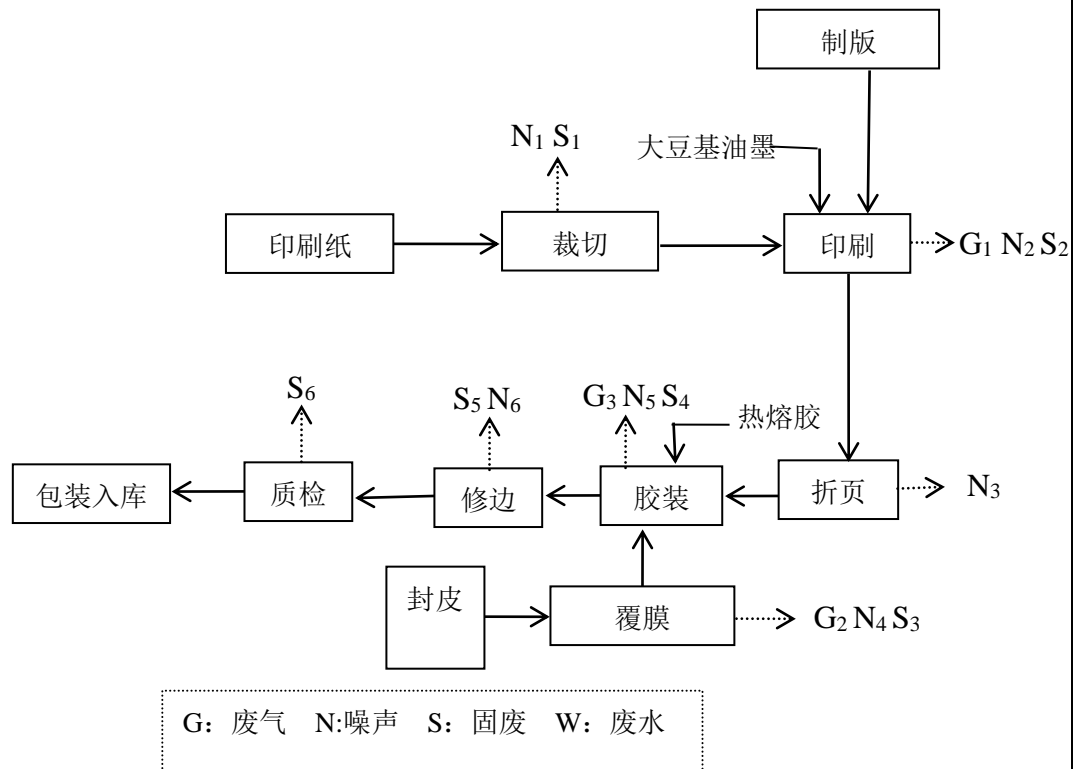 制版
N₁ S₁
大豆基油墨
印刷纸
裁切
印刷
G₁ N₂ S₂
S₆
S₅ N₆
G₃ N₅ S₄
热熔胶
包装入库
质检
修边
胶装
折页
N₃
封皮
覆膜
G₂ N₄ S₃
G：废气 N:噪声 S：固废 W：废水